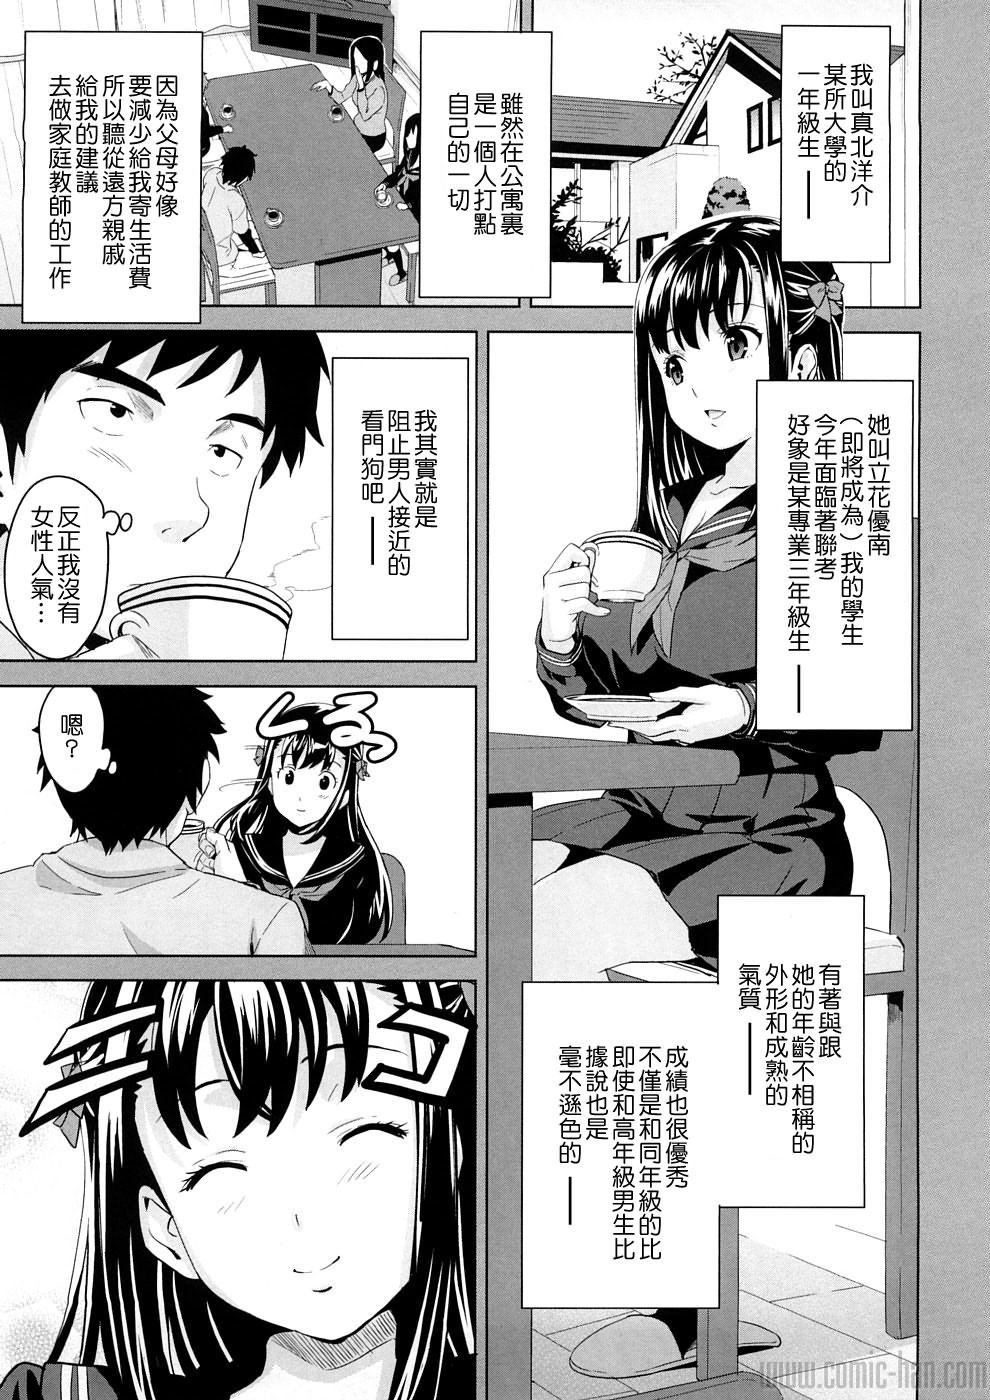 我叫真北洋介
某所大學的
一年級生——
雖然在公寓裏
是一個人打點
自己的一切
因為父母好像
要減少給我寄生活費
所以聽從遠方親戚
給我的建議
去做家庭教師的工作
她叫立花優南
（即將成為）我的學生
今年面臨著聯考
好象是某專業三年級生——
有著與跟
她的年齡不相稱的
外形和成熟的
氣質——
成績也很優秀
不僅是和同年級的比
即使和高年級男生比
據說也是
毫不遜色的——
我其實就是
阻止男人接近的
看門狗吧——
反正我沒有
女性人氣…
じろっ
嗯？
ニコ
www.comic-han.com